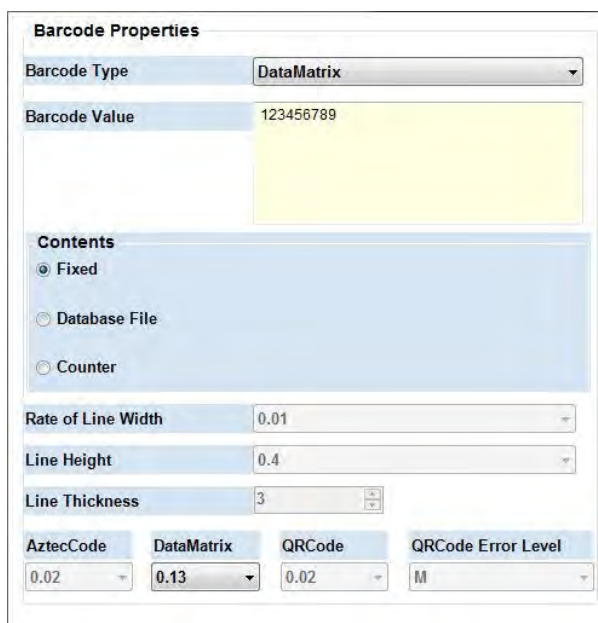 Barcode Properties
Barcode Type DataMatrix
Barcode Value 123456789
Contents
Fixed
Database File
Counter
Rate of Line Width 0.01
Line Height 0.4
Line Thickness 3
AztecCode DataMatrix QRCode QRCode Error Level
0.02 0.13 0.02 M